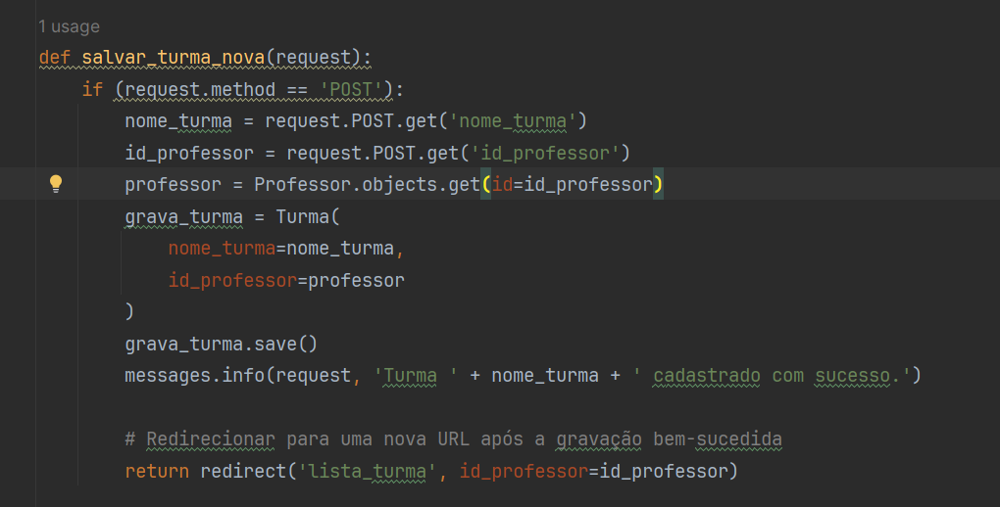 1 usage
def salvar_turma_nova(request):
if (request.method == 'POST'):
nome_turma = request.POST.get('nome_turma')
id_professor = request.POST.get('id_professor')
professor = Professor.objects.get(id=id_professor)
grava_turma = Turma(
nome_turma=nome_turma,
id_professor=professor
)
grava_turma.save()
messages.info(request, 'Turma ' + nome_turma + ' cadastrado com sucesso.')
# Redirecionar para uma nova URL após a gravação bem-sucedida
return redirect('lista_turma', id_professor=id_professor)